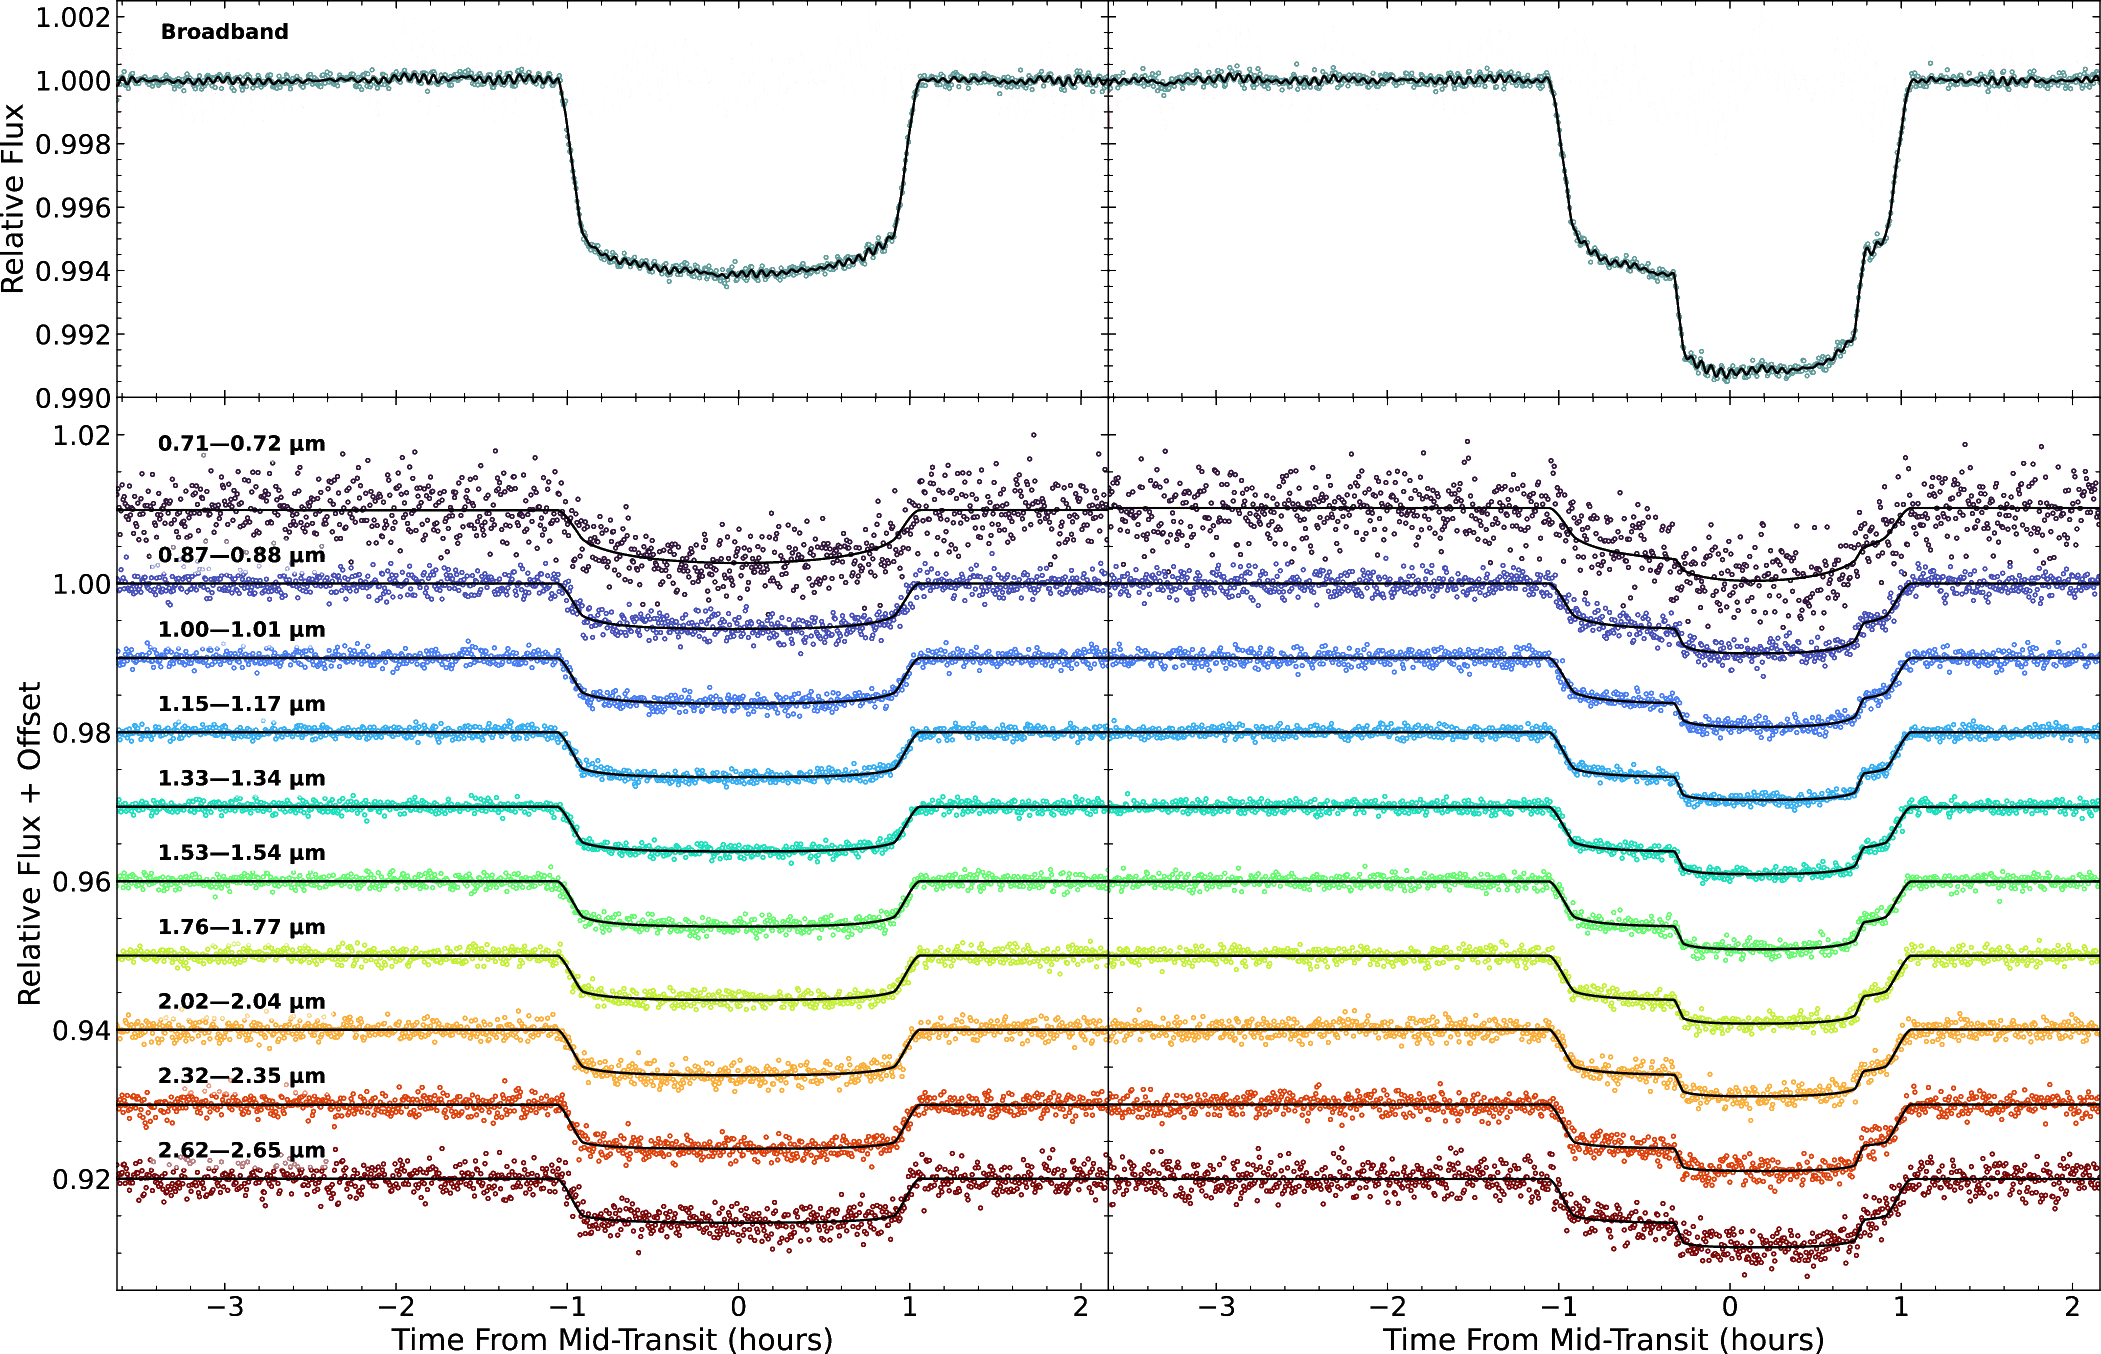 Relative Flux
1.002
1.000
0.998
0.996
0.994
0.992
0.990
Broadband
Relative Flux + Offset
1.02
1.00
0.98
0.96
0.94
0.92
0.71—0.72 μm
0.87—0.88 μm
1.00—1.01 μm
1.15—1.17 μm
1.33—1.34 μm
1.53—1.54 μm
1.76—1.77 μm
2.02—2.04 μm
2.32—2.35 μm
2.62—2.65 μm
−3 −2 −1 0 1 2 −3 −2 −1 0 1 2
Time From Mid-Transit (hours) Time From Mid-Transit (hours)